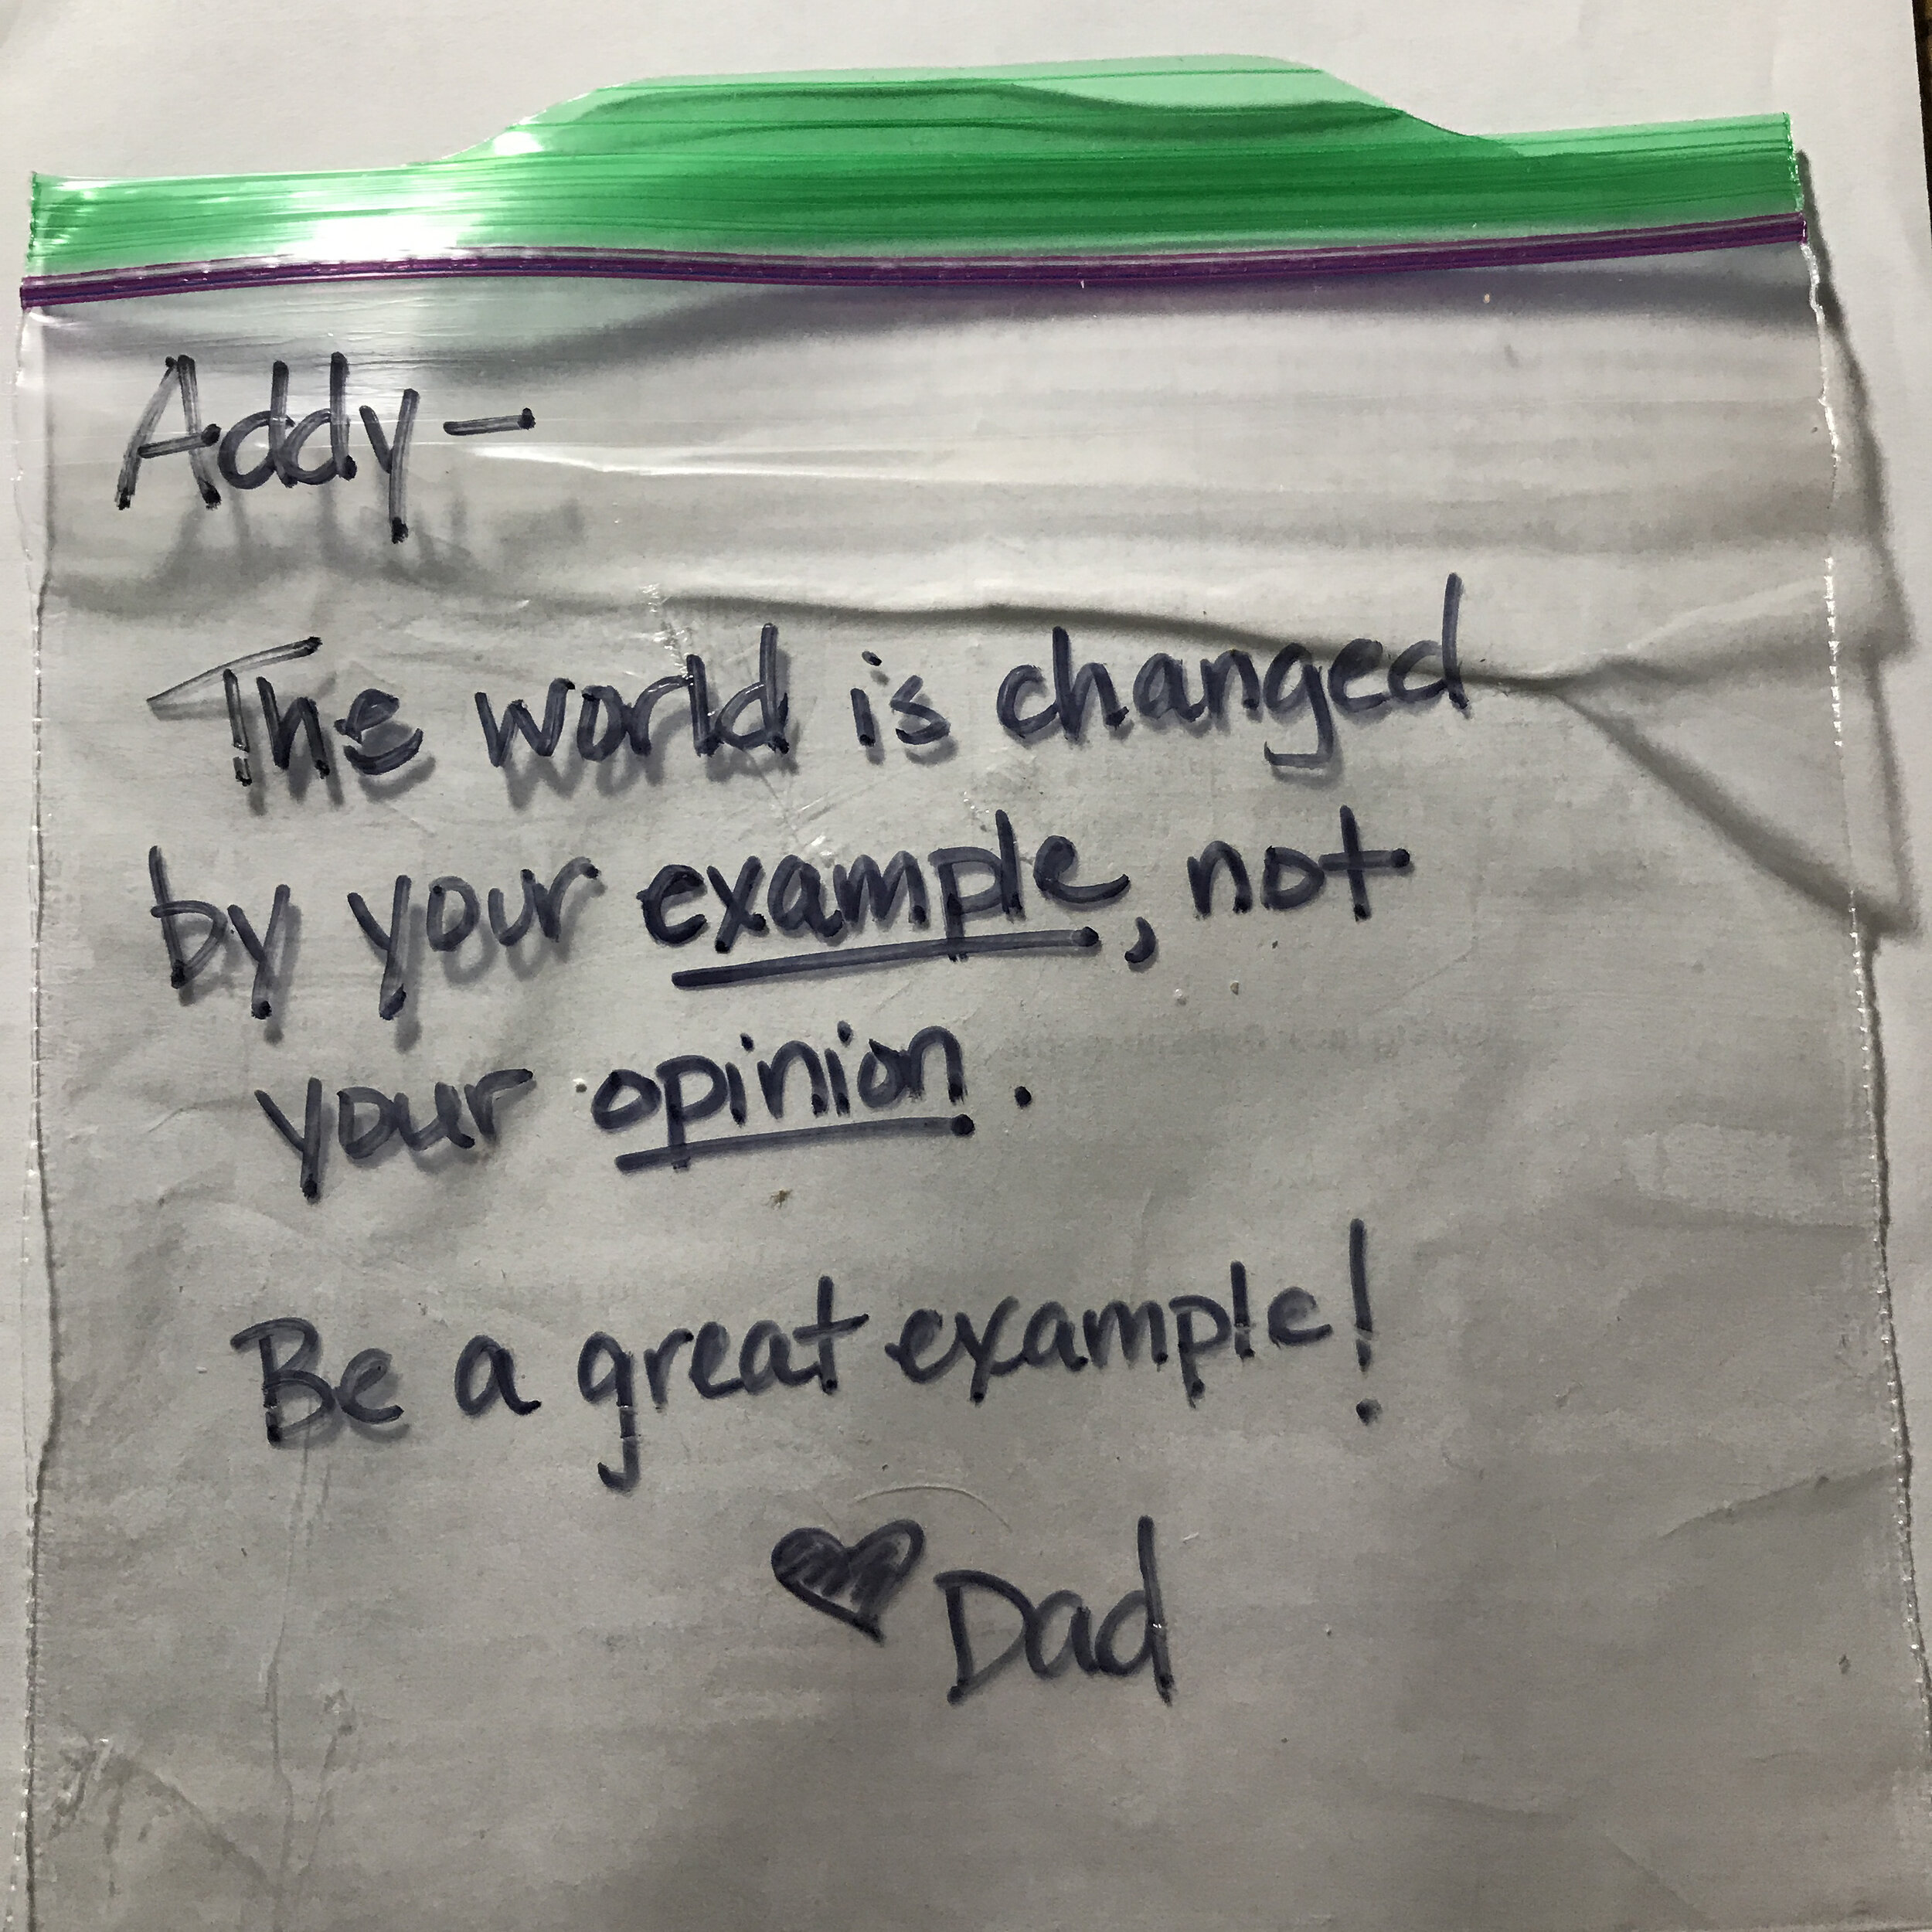 Addy-
The world is changed
by your example, not
your opinion.
Be a great example!
♥ Dad